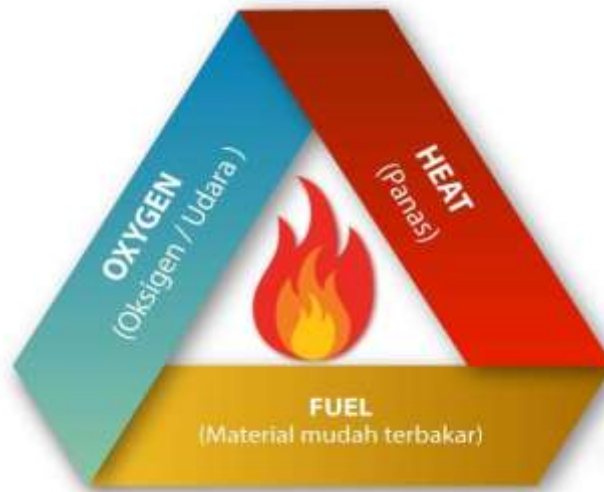 OXYGEN
(Oksigen / Udara )
HEAT
(Panas)
FUEL
(Material mudah terbakar)